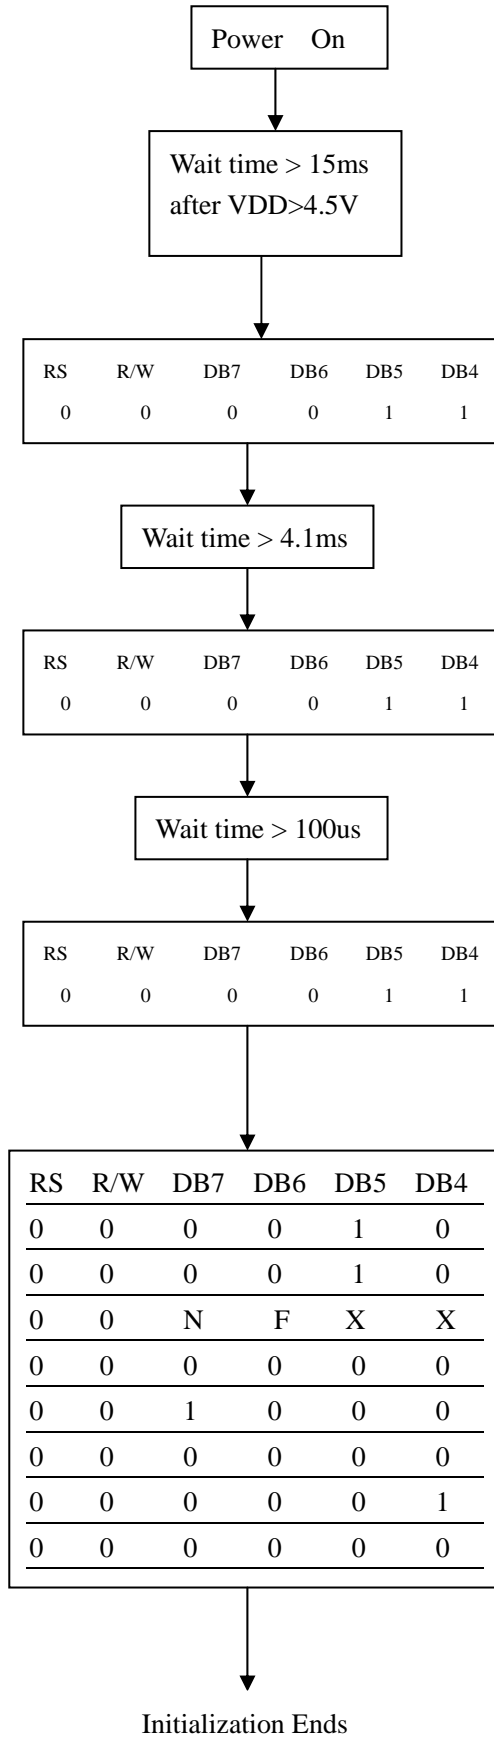 Power On
Wait time > 15ms
after VDD>4.5V
RS R/W DB7 DB6 DB5 DB4
0 0 0 0 1 1
Wait time > 4.1ms
RS R/W DB7 DB6 DB5 DB4
0 0 0 0 1 1
Wait time > 100us
RS R/W DB7 DB6 DB5 DB4
0 0 0 0 1 1
RS R/W DB7 DB6 DB5 DB4
0 0 0 0 1 0
0 0 0 0 1 0
0 0 N F X X
0 0 0 0 0 0
0 0 1 0 0 0
0 0 0 0 0 0
0 0 0 0 0 1
0 0 0 0 0 0
Initialization Ends